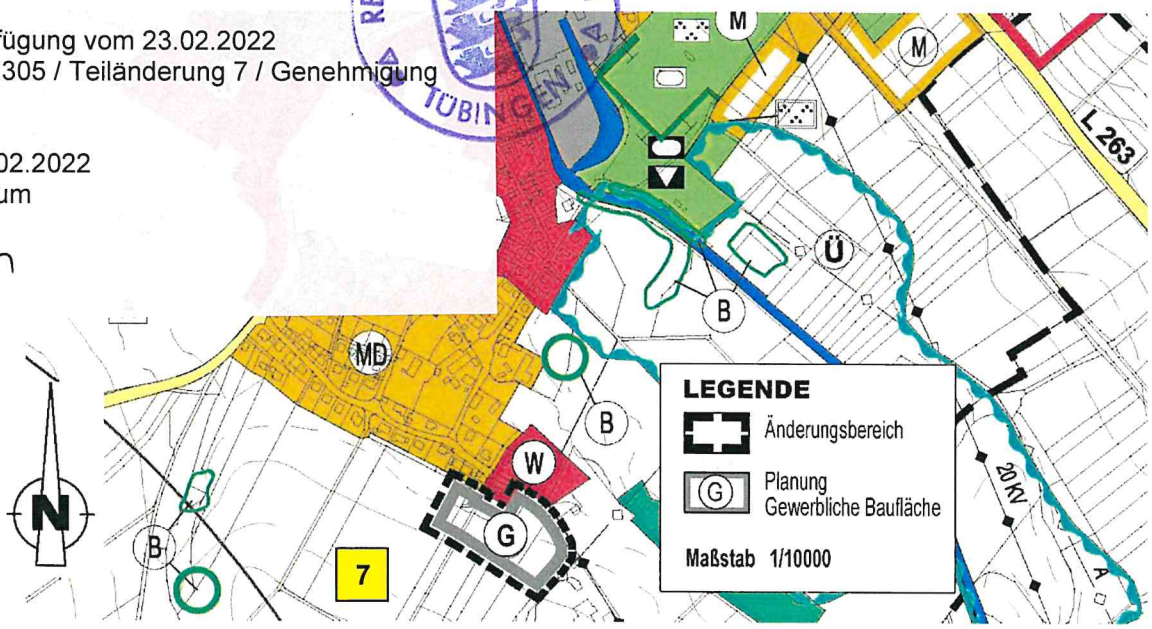 fügung vom 23.02.2022
305 / Teiländerung 7 / Genehmigung
02.2022
um
TÜBINGEN
M
M
L 263
Ü
B
MD
B
W
G
B
7
N
20 KV
A
LEGENDE
Änderungsbereich
G
Planung
Gewerbliche Baufläche
Maßstab 1/10000